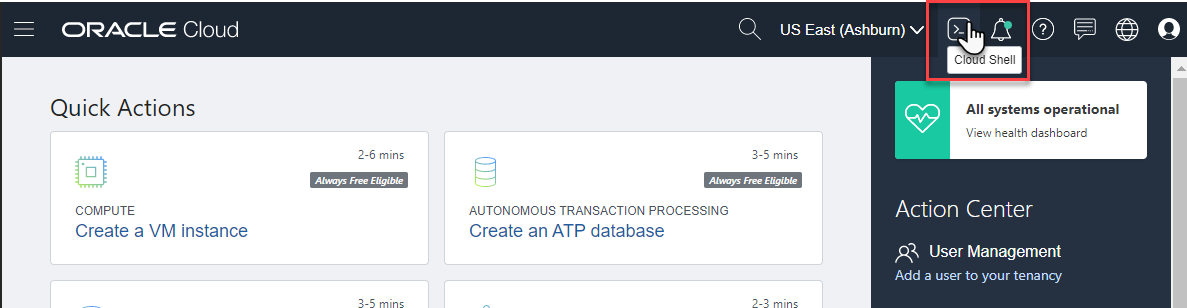 ORACLE Cloud
US East (Ashburn)
Cloud Shell
Quick Actions
2-6 mins
Always Free Eligible
COMPUTE
Create a VM instance
3-5 mins
Always Free Eligible
AUTONOMOUS TRANSACTION PROCESSING
Create an ATP database
3-5 mins
2-3 mins
All systems operational
View health dashboard
Action Center
User Management
Add a user to your tenancy